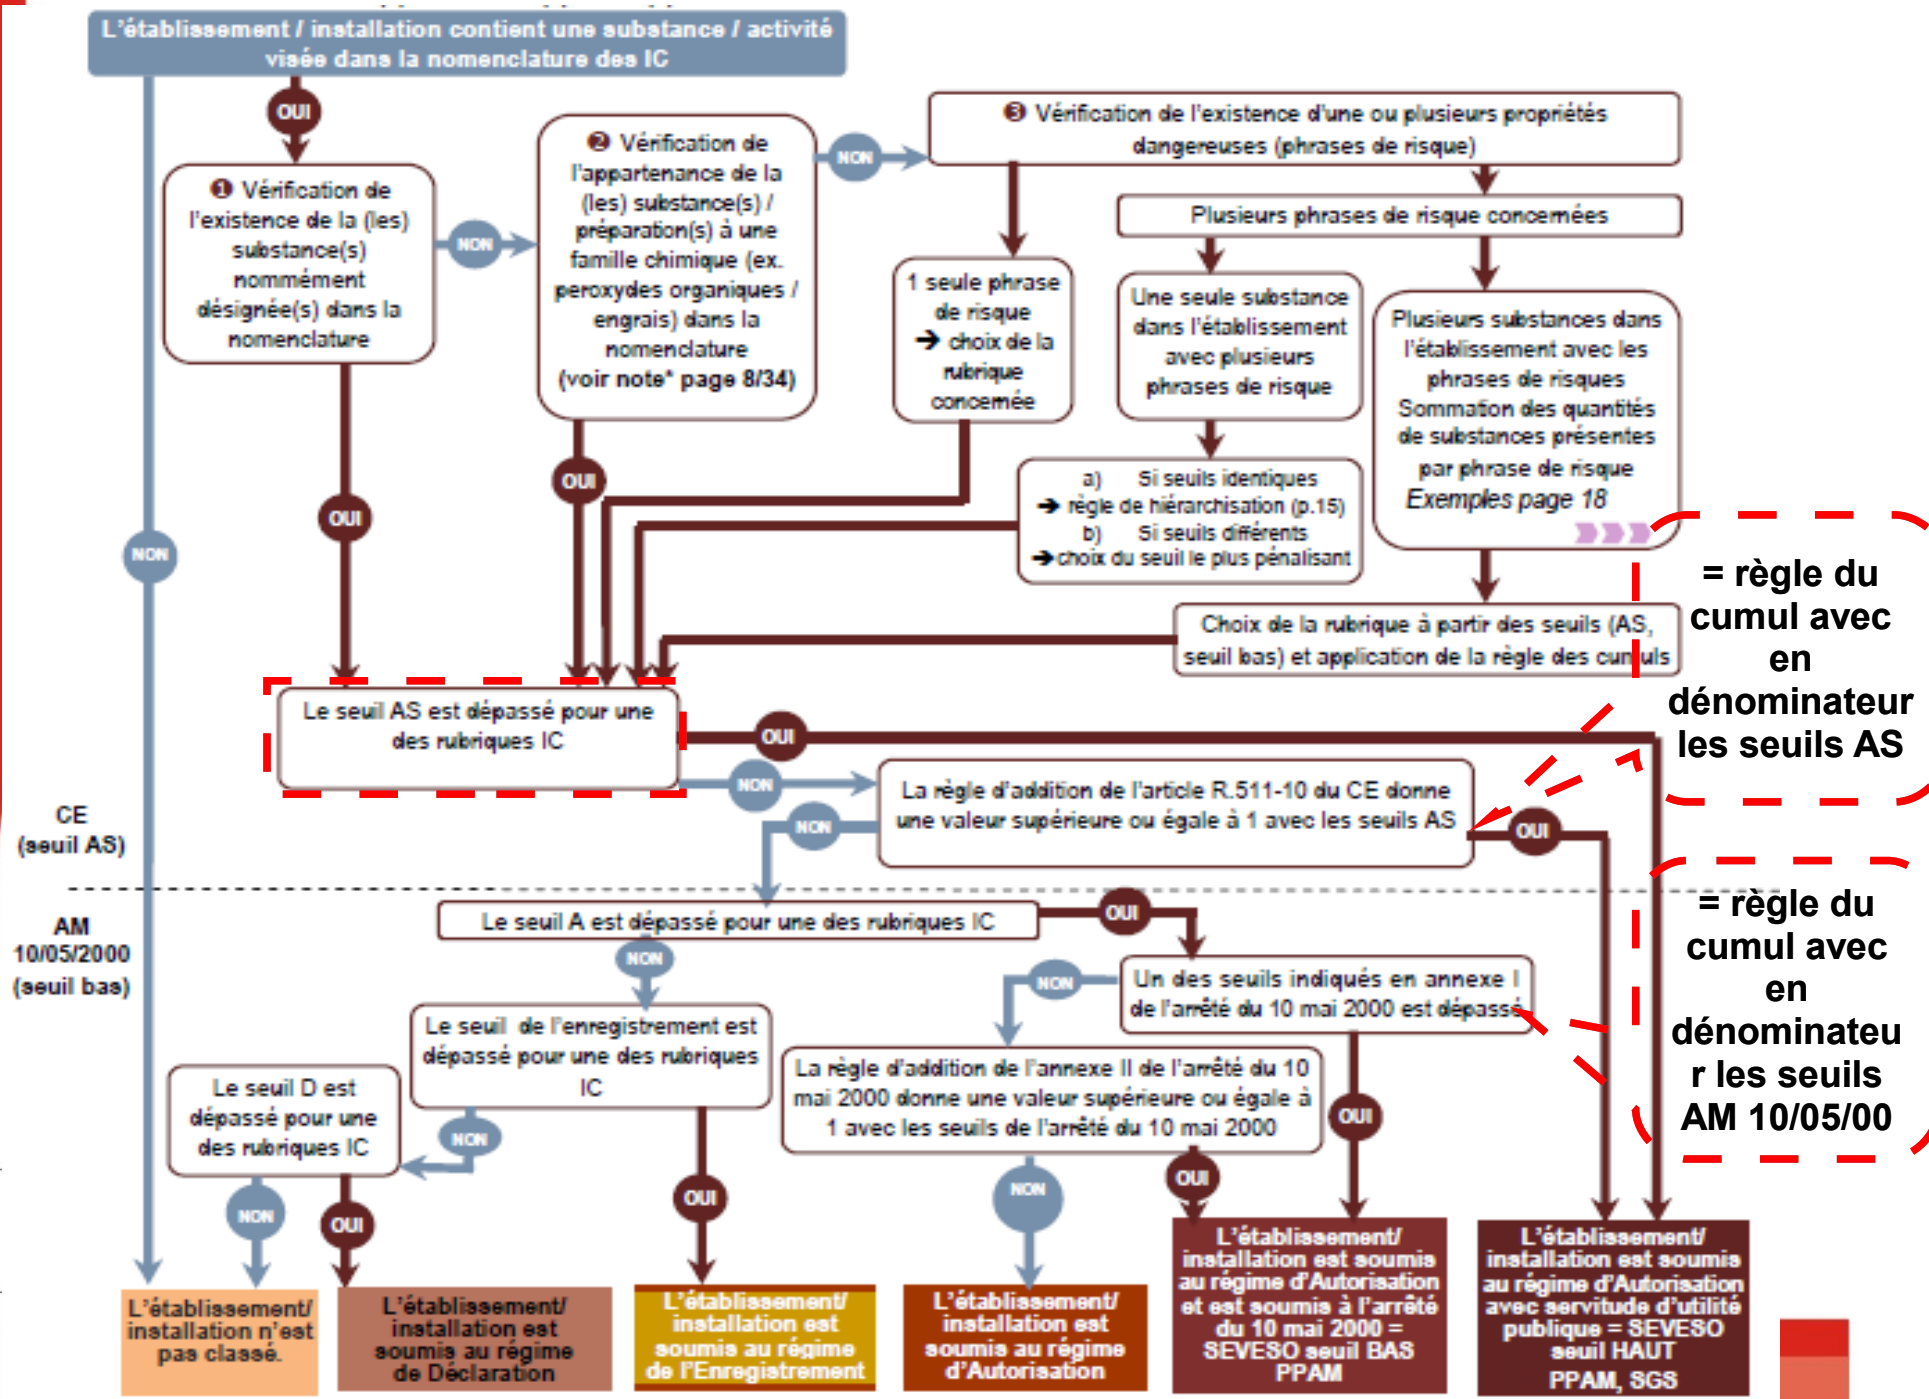 L'établissement / installation contient une substance / activité
visée dans la nomenclature des IC
OUI
❶ Vérification de
l'existence de la (les)
substance(s)
nommément
désignée(s) dans la
nomenclature
NON
❷ Vérification de
l'appartenance de la
(les) substance(s) /
préparation(s) à une
famille chimique (ex.
peroxydes organiques /
engrais) dans la
nomenclature
(voir note* page 8/34)
NON
❸ Vérification de l'existence d'une ou plusieurs propriétés
dangereuses (phrases de risque)
Plusieurs phrases de risque concernées
1 seule phrase
de risque
➔ choix de la
rubrique
concernée
Une seule substance
dans l'établissement
avec plusieurs
phrases de risque
Plusieurs substances dans
l'établissement avec les
phrases de risques
Sommation des quantités
de substances présentes
par phrase de risque
Exemples page 18
a) Si seuils identiques
➔ règle de hiérarchisation (p.15)
b) Si seuils différents
➔choix du seuil le plus pénalisant
OUI
OUI
NON
Choix de la rubrique à partir des seuils (AS,
seuil bas) et application de la règle des cumuls
= règle du
cumul avec
en
dénominateur
les seuils AS
Le seuil AS est dépassé pour une
des rubriques IC
OUI
NON
La règle d'addition de l'article R.511-10 du CE donne
une valeur supérieure ou égale à 1 avec les seuils AS
NON
OUI
CE
(seuil AS)
AM
10/05/2000
(seuil bas)
Le seuil A est dépassé pour une des rubriques IC
OUI
NON
NON
Un des seuils indiqués en annexe I
de l'arrêté du 10 mai 2000 est dépassé
= règle du
cumul avec
en
dénominateu
r les seuils
AM 10/05/00
Le seuil de l'enregistrement est
dépassé pour une des rubriques
IC
La règle d'addition de l'annexe II de l'arrêté du 10
mai 2000 donne une valeur supérieure ou égale à
1 avec les seuils de l'arrêté du 10 mai 2000
OUI
Le seuil D est
dépassé pour une
des rubriques IC
NON
NON
OUI
OUI
NON
OUI
L'établissement/
installation n'est
pas classé.
L'établissement/
installation est
soumis au régime
de Déclaration
L'établissement/
installation est
soumis au régime
de l'Enregistrement
L'établissement/
installation est
soumis au régime
d'Autorisation
L'établissement/
installation est soumis
au régime d'Autorisation
et est soumis à l'arrêté
du 10 mai 2000 =
SEVESO seuil BAS
PPAM
L'établissement/
installation est soumis
au régime d'Autorisation
avec servitude d'utilité
publique = SEVESO
seuil HAUT
PPAM, SGS